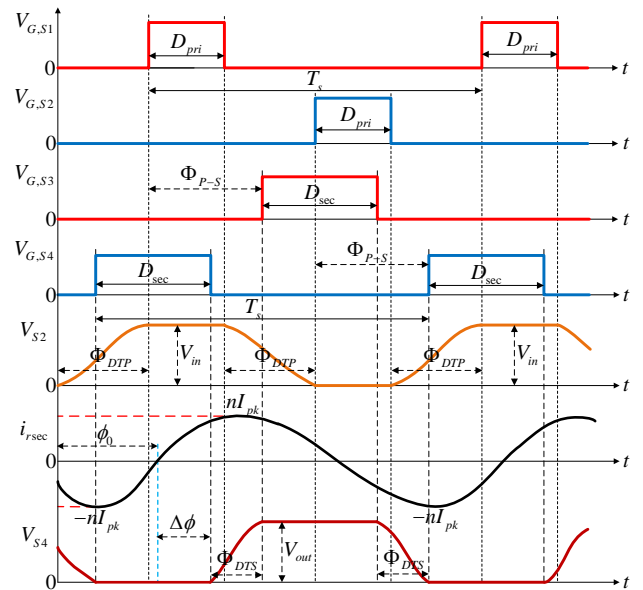 V_{G,S1}
D_{pri}
D_{pri}
0
t
T_s
V_{G,S2}
D_{pri}
0
t
Φ_{P-S}
V_{G,S3}
D_{sec}
0
t
V_{G,S4}
Φ_{P-S}
D_{sec}
D_{sec}
0
t
T_s
V_{S2}
Φ_{DTP}
V_{in}
Φ_{DTP}
Φ_{DTP}
V_{in}
0
t
nI_{pk}
i_{rsec}
ϕ_0
0
t
-nI_{pk}
-nI_{pk}
V_{S4}
Δϕ
Φ_{DTS}
V_{out}
Φ_{DTS}
0
t